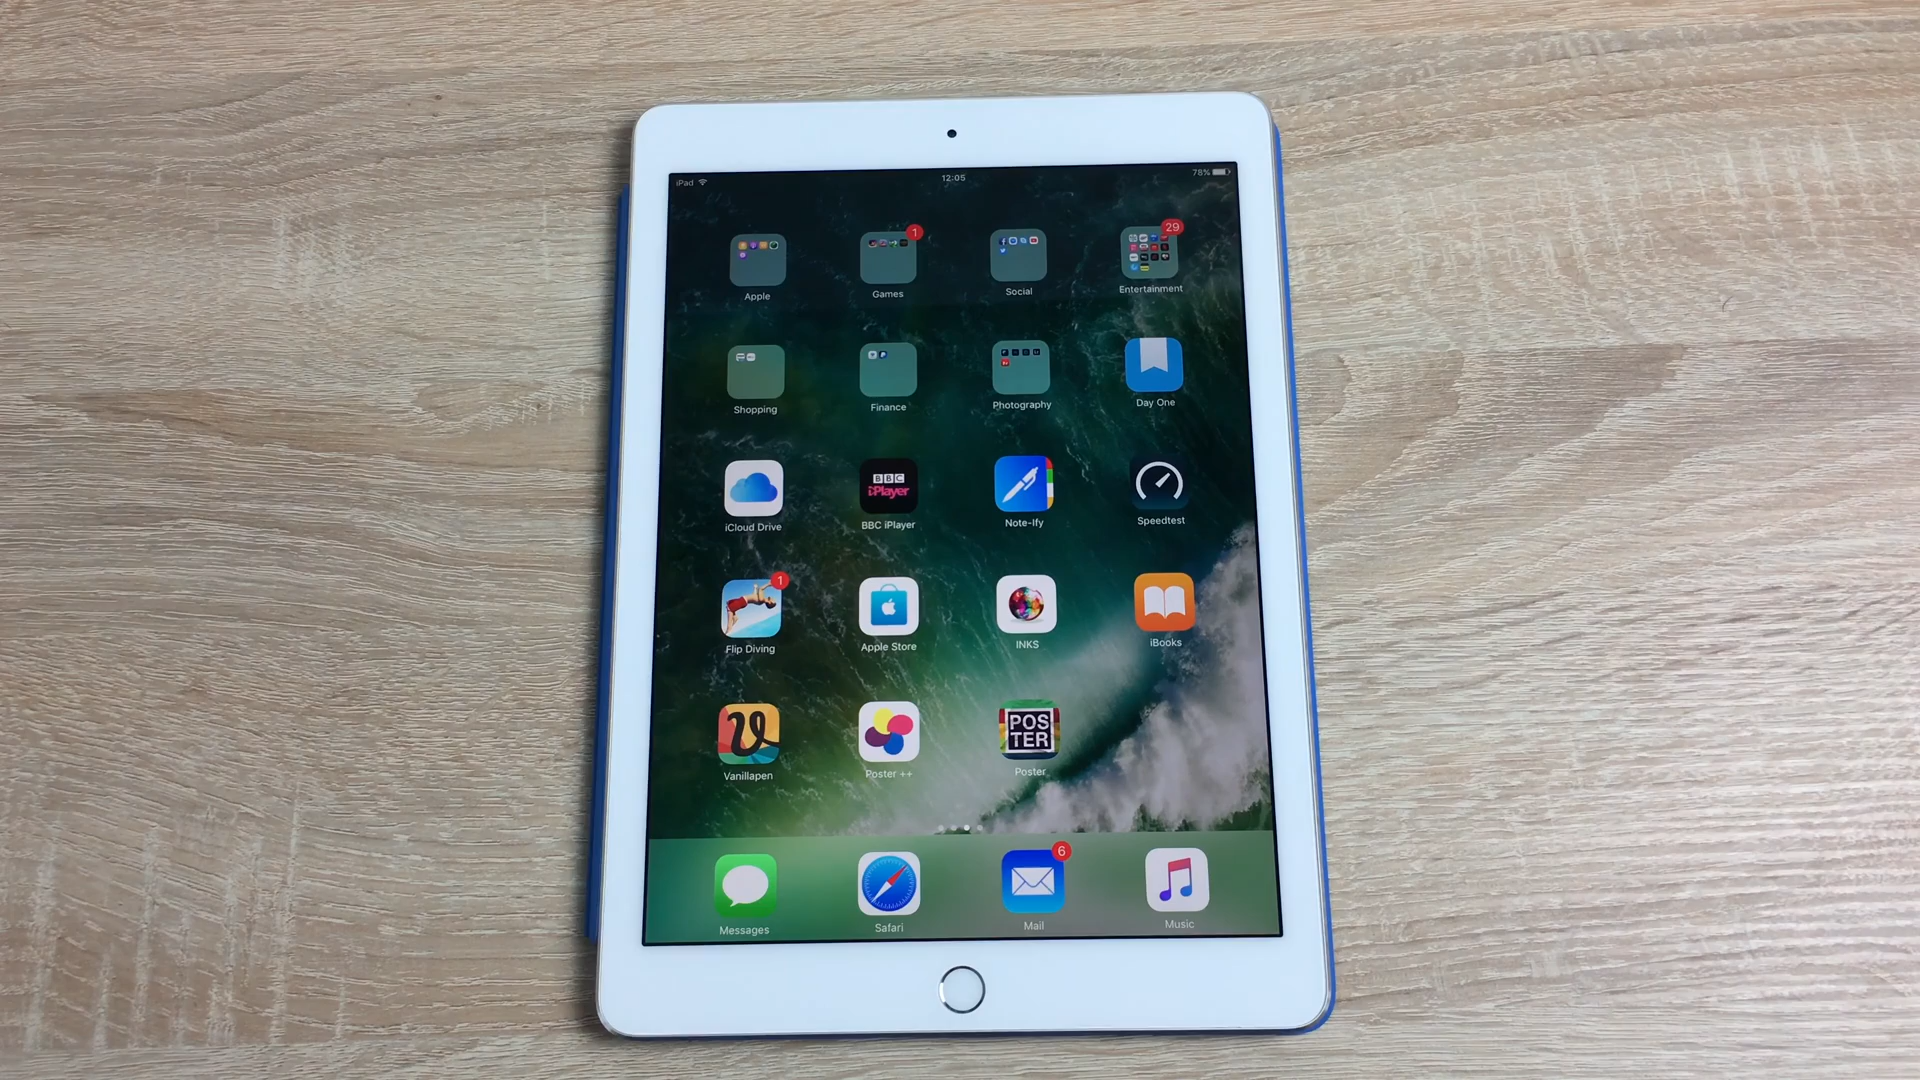 iPad 12:05 78%
1 29
Apple Games Social Entertainment
Shopping Finance Photography Day One
BBC
iPlayer
iCloud Drive BBC iPlayer Note-Ify Speedtest
1
Flip Diving Apple Store INKS iBooks
POS
TER
Vanillapen Poster ++ Poster
6
Messages Safari Mail Music